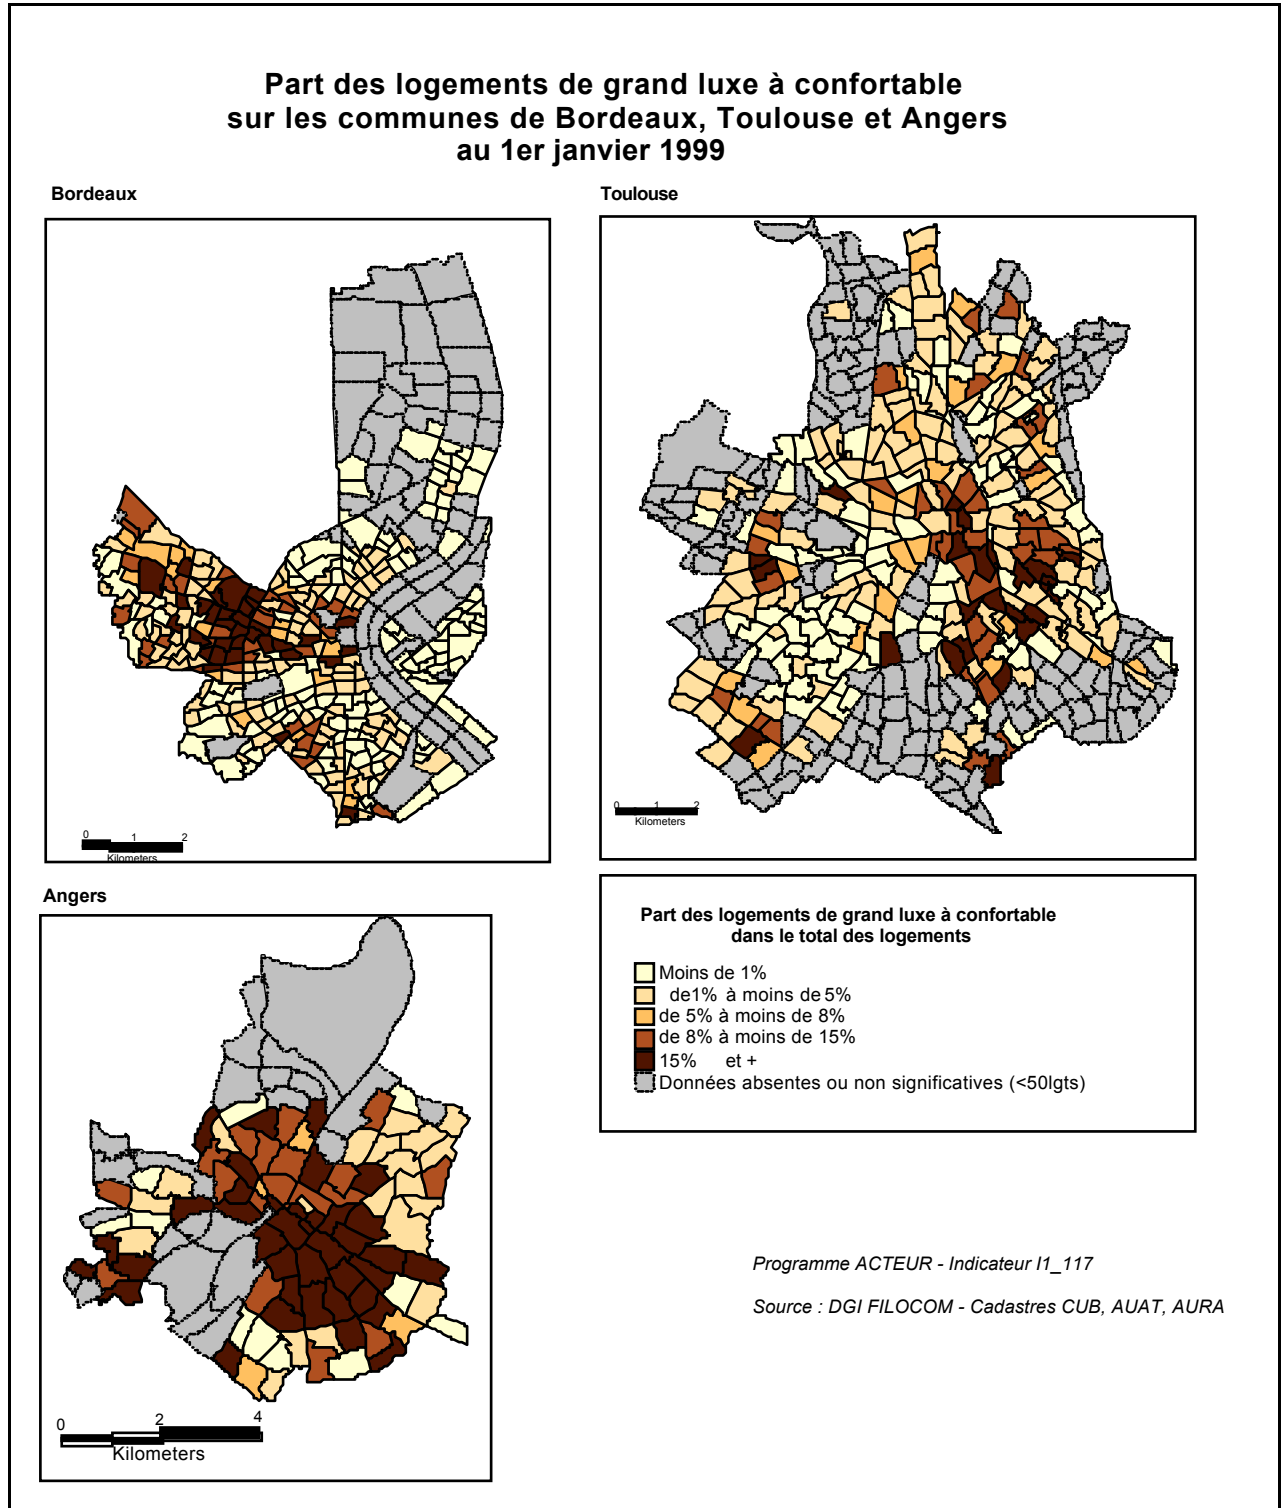 Part des logements de grand luxe à confortable
sur les communes de Bordeaux, Toulouse et Angers
au 1er janvier 1999
Bordeaux
Toulouse
0 1 2
Kilometers
0 1 2
Kilometers
Angers
0 2 4
Kilometers
Part des logements de grand luxe à confortable
dans le total des logements
Moins de 1%
de1% à moins de 5%
de 5% à moins de 8%
de 8% à moins de 15%
15% et +
Données absentes ou non significatives (<50lgts)
Programme ACTEUR - Indicateur I1_117
Source : DGI FILOCOM - Cadastres CUB, AUAT, AURA